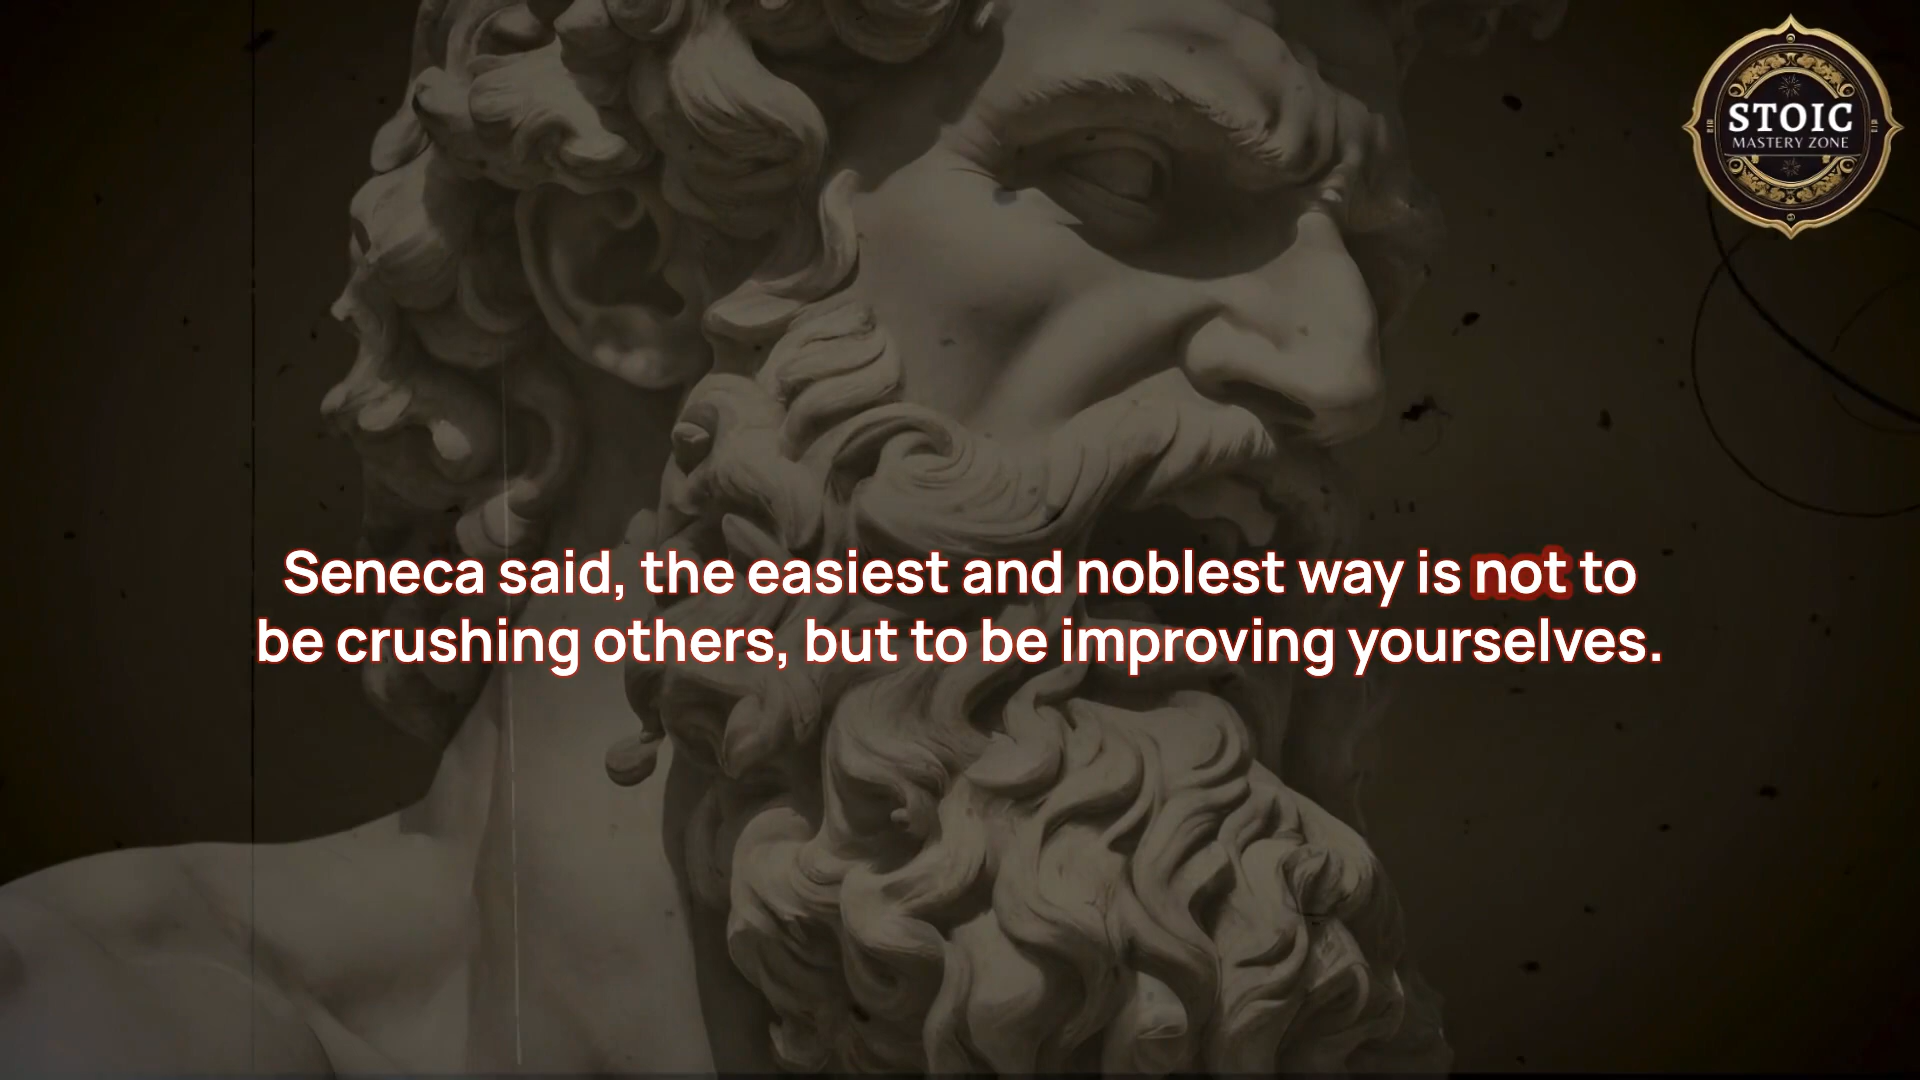 STOIC
MASTERY ZONE
Seneca said, the easiest and noblest way is not to
be crushing others, but to be improving yourselves.